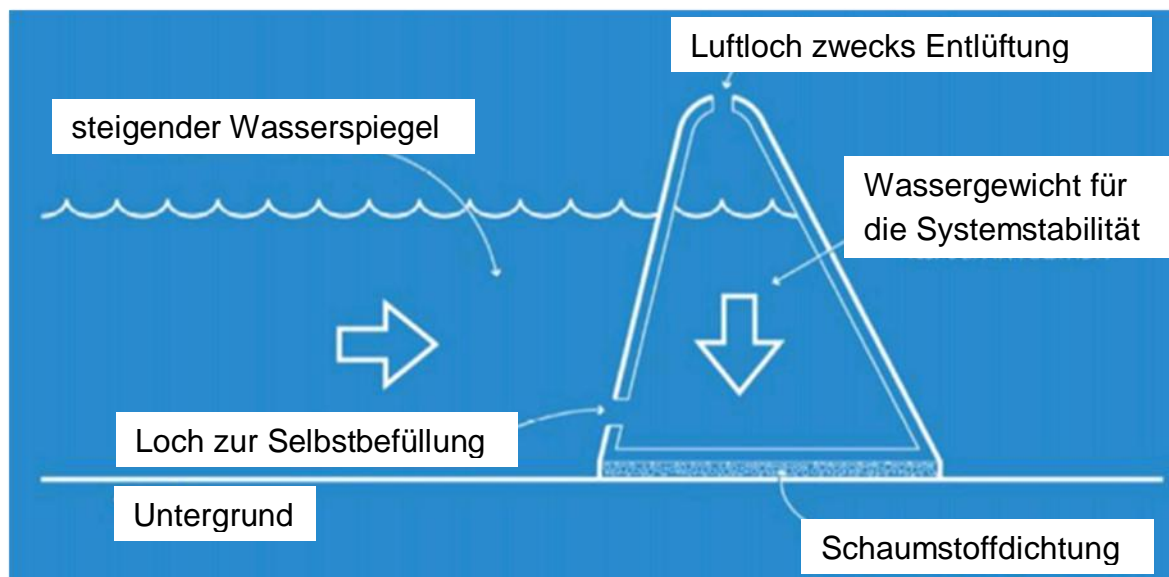 Luftloch zwecks Entlüftung
steigender Wasserspiegel
Wassergewicht für
die Systemstabilität
Loch zur Selbstbefüllung
Untergrund
Schaumstoffdichtung